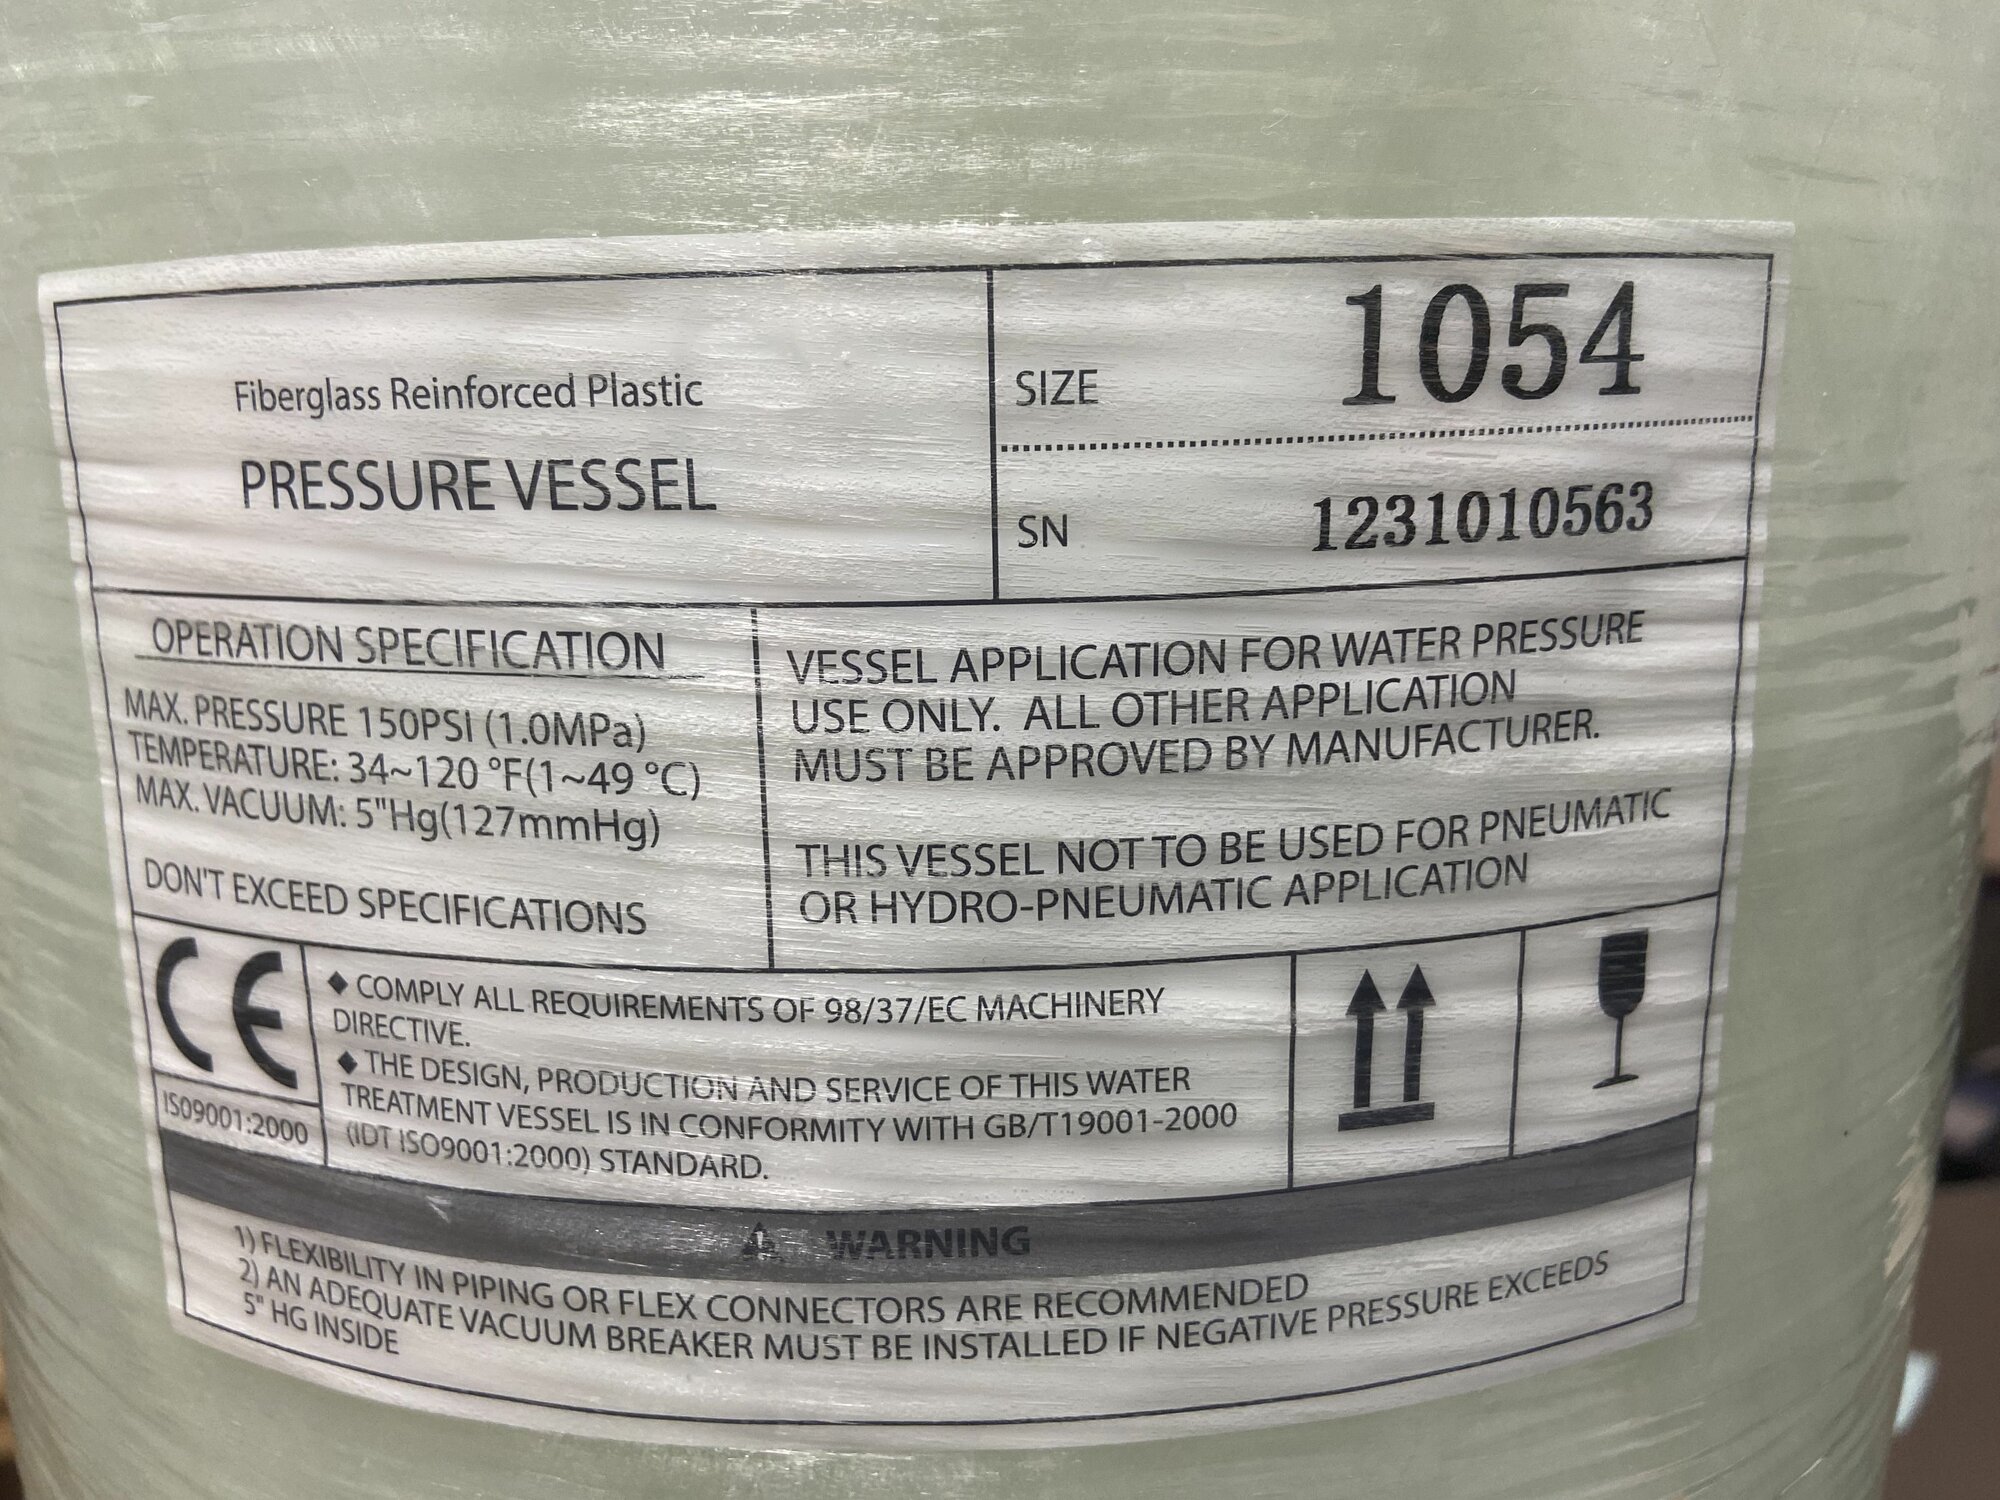 Fiberglass Reinforced Plastic
PRESSURE VESSEL
SIZE 1054
SN 1231010563
OPERATION SPECIFICATION
MAX. PRESSURE 150PSI (1.0MPa)
TEMPERATURE: 34~120 °F(1~49 °C)
MAX. VACUUM: 5"Hg(127mmHg)
DON'T EXCEED SPECIFICATIONS
VESSEL APPLICATION FOR WATER PRESSURE
USE ONLY. ALL OTHER APPLICATION
MUST BE APPROVED BY MANUFACTURER.
THIS VESSEL NOT TO BE USED FOR PNEUMATIC
OR HYDRO-PNEUMATIC APPLICATION
CE
ISO9001:2000
◆ COMPLY ALL REQUIREMENTS OF 98/37/EC MACHINERY
DIRECTIVE.
◆ THE DESIGN, PRODUCTION AND SERVICE OF THIS WATER
TREATMENT VESSEL IS IN CONFORMITY WITH GB/T19001-2000
(IDT ISO9001:2000) STANDARD.
WARNING
1) FLEXIBILITY IN PIPING OR FLEX CONNECTORS ARE RECOMMENDED
2) AN ADEQUATE VACUUM BREAKER MUST BE INSTALLED IF NEGATIVE PRESSURE EXCEEDS
5" HG INSIDE